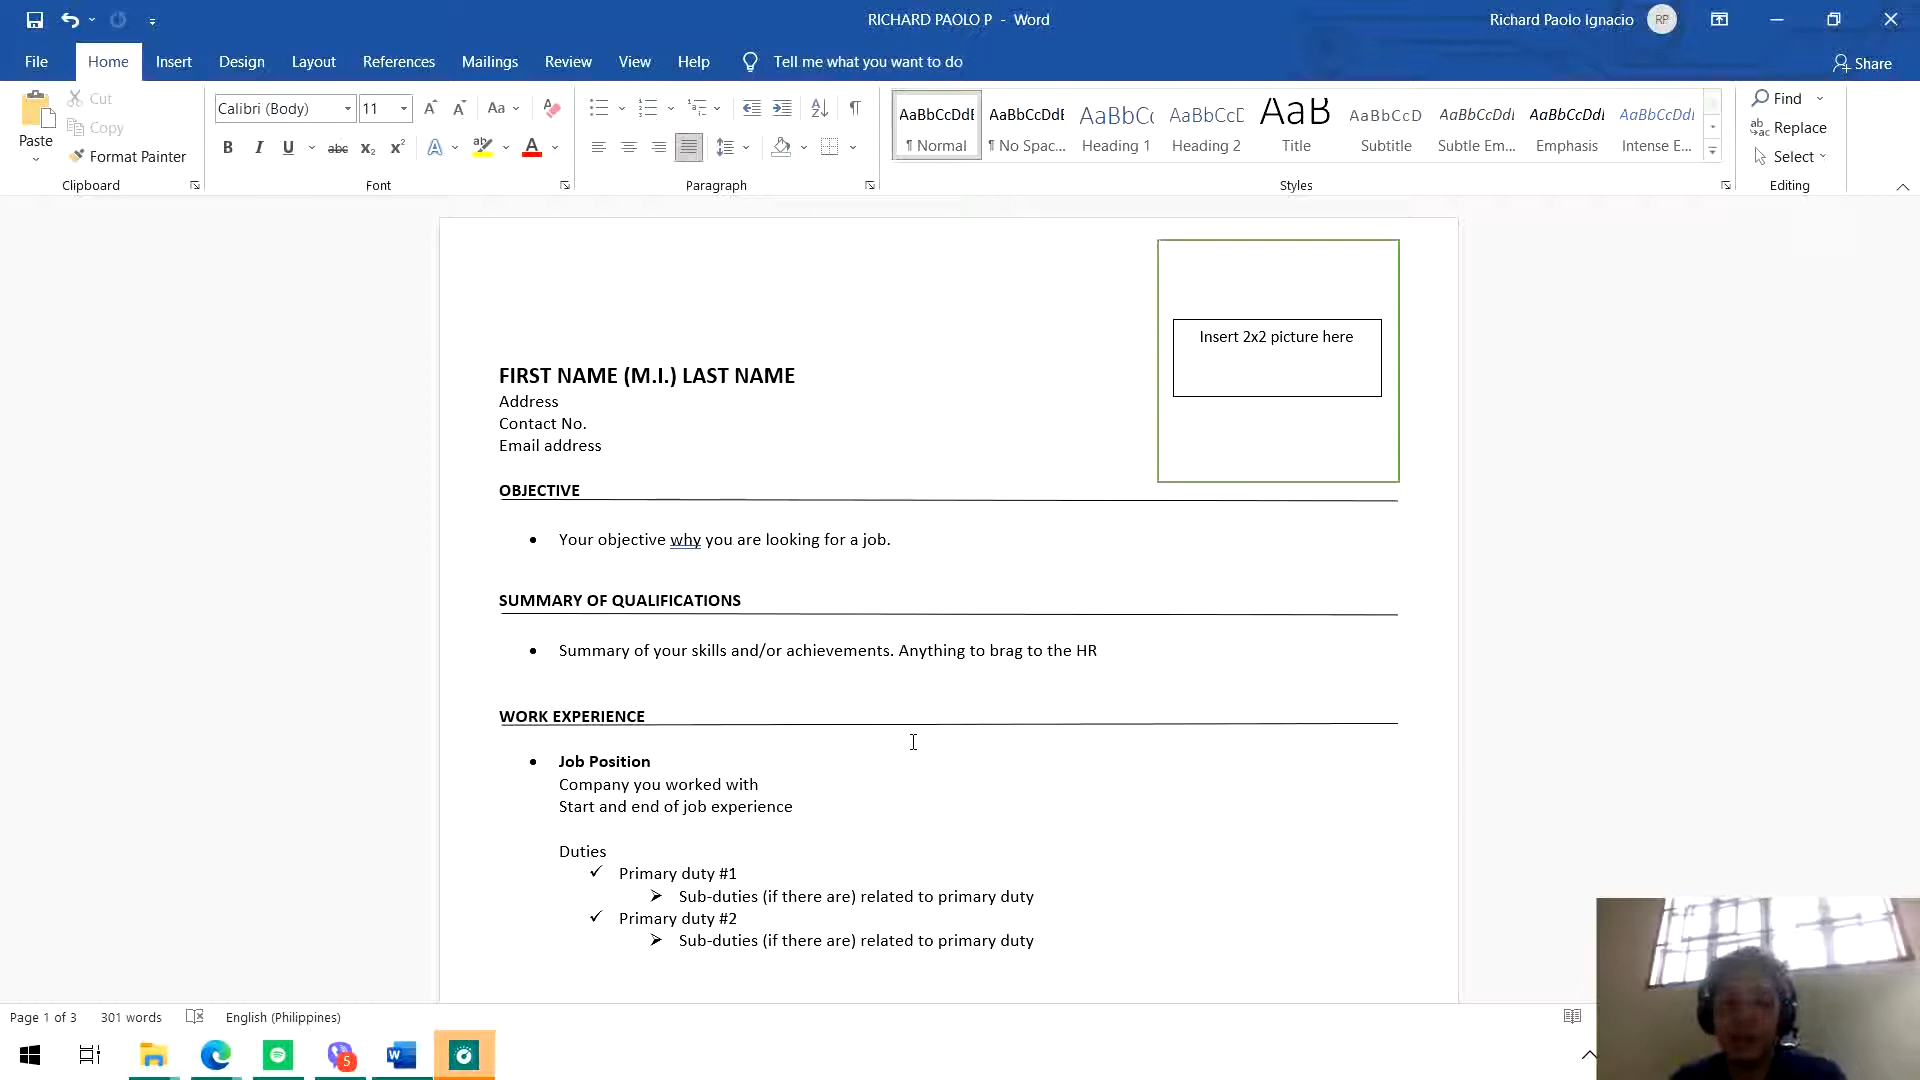 RICHARD PAOLO P - Word
Richard Paolo Ignacio
RP
File
Home
Insert
Design
Layout
References
Mailings
Review
View
Help
Tell me what you want to do
Share
Paste
Cut
Copy
Format Painter
Clipboard
Calibri (Body)
11
Aa
B I U abc x₂ x²
A
ab
A
Font
Paragraph
AaBbCcDdE
¶ Normal
AaBbCcDdE
¶ No Spac...
AaBbCc
Heading 1
AaBbCcD
Heading 2
AaB
Title
AaBbCcD
Subtitle
AaBbCcDdI
Subtle Em...
AaBbCcDdI
Emphasis
AaBbCcDdI
Intense E...
Styles
Find
Replace
Select
Editing
Insert 2x2 picture here
FIRST NAME (M.I.) LAST NAME
Address
Contact No.
Email address
OBJECTIVE
• Your objective why you are looking for a job.
SUMMARY OF QUALIFICATIONS
• Summary of your skills and/or achievements. Anything to brag to the HR
WORK EXPERIENCE
• Job Position
Company you worked with
Start and end of job experience
Duties
✓ Primary duty #1
➢ Sub-duties (if there are) related to primary duty
✓ Primary duty #2
➢ Sub-duties (if there are) related to primary duty
Page 1 of 3
301 words
English (Philippines)
5
W